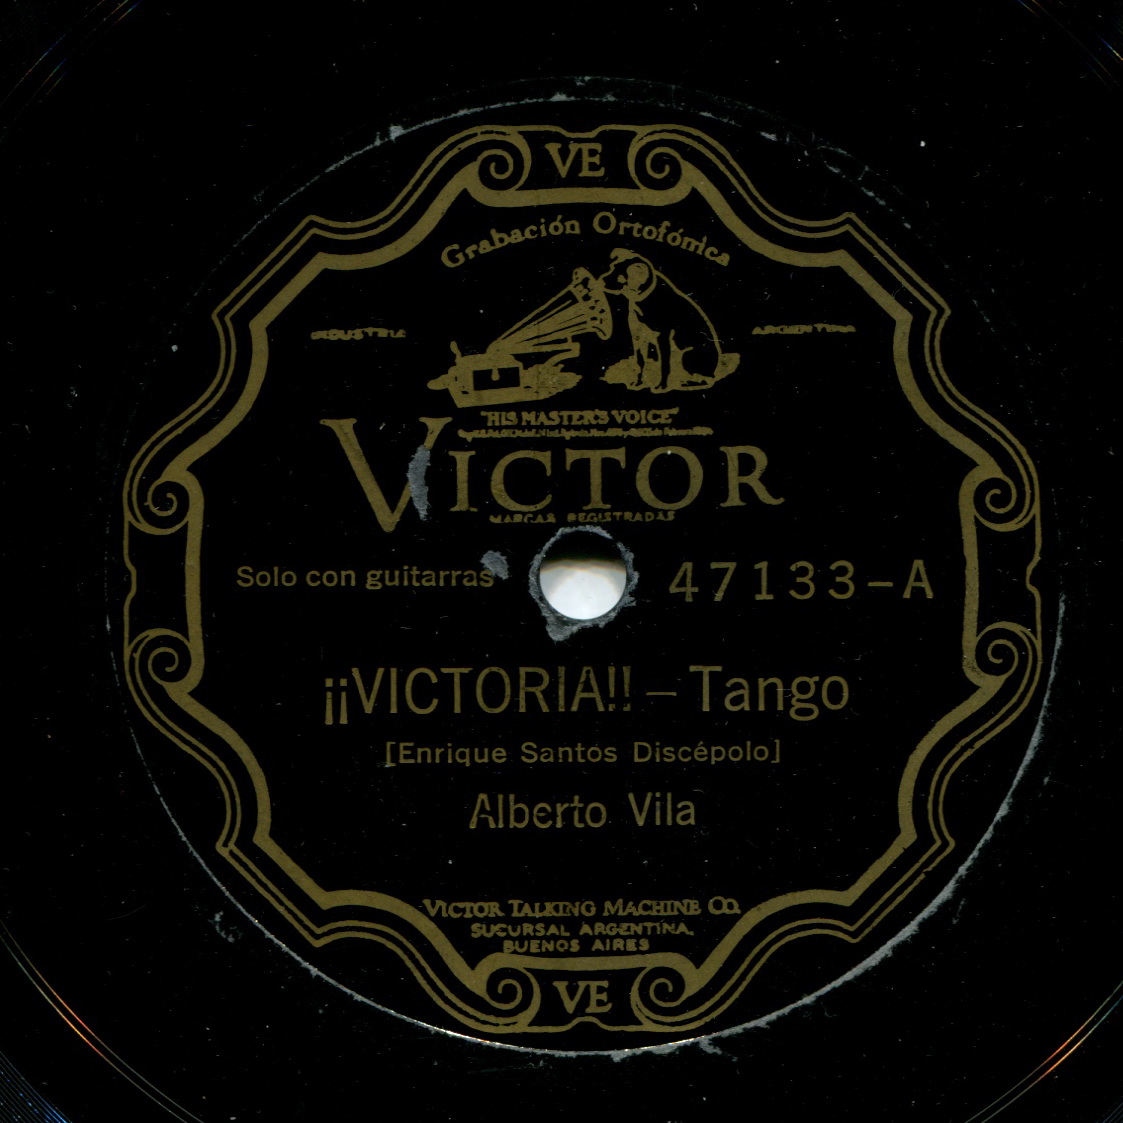 VE
Grabación Ortofónica
INDUSTRIA ARGENTINA
"HIS MASTER'S VOICE"
VICTOR
MARCAS REGISTRADAS
Solo con guitarras 47133-A
¡¡VICTORIA!! – Tango
[Enrique Santos Discépolo]
Alberto Vila
VICTOR TALKING MACHINE CO.
SUCURSAL ARGENTINA,
BUENOS AIRES
VE